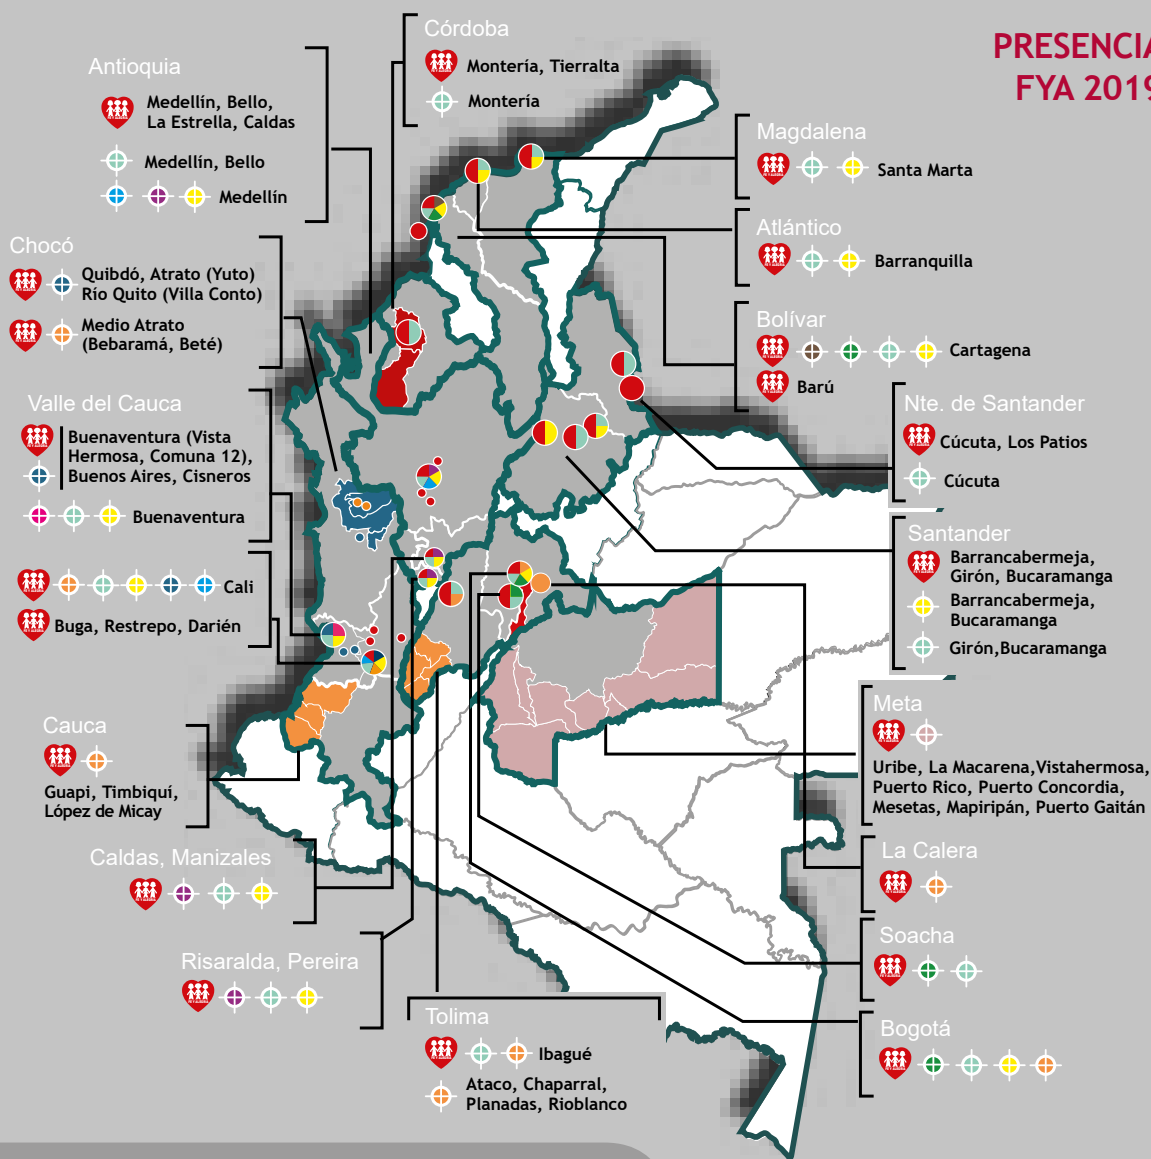 PRESENCIA
FYA 2019
Córdoba
Montería, Tierralta
Montería
Antioquia
Medellín, Bello,
La Estrella, Caldas
Medellín, Bello
Medellín
Magdalena
Santa Marta
Atlántico
Barranquilla
Chocó
Quibdó, Atrato (Yuto)
Río Quito (Villa Conto)
Medio Atrato
(Bebaramá, Beté)
Bolívar
Cartagena
Barú
Valle del Cauca
Buenaventura (Vista
Hermosa, Comuna 12),
Buenos Aires, Cisneros
Buenaventura
Cali
Buga, Restrepo, Darién
Nte. de Santander
Cúcuta, Los Patios
Cúcuta
Santander
Barrancabermeja,
Girón, Bucaramanga
Barrancabermeja,
Bucaramanga
Girón,Bucaramanga
Cauca
Guapi, Timbiquí,
López de Micay
Meta
Uribe, La Macarena,Vistahermosa,
Puerto Rico, Puerto Concordia,
Mesetas, Mapiripán, Puerto Gaitán
Caldas, Manizales
La Calera
Risaralda, Pereira
Soacha
Tolima
Ibagué
Ataco, Chaparral,
Planadas, Rioblanco
Bogotá